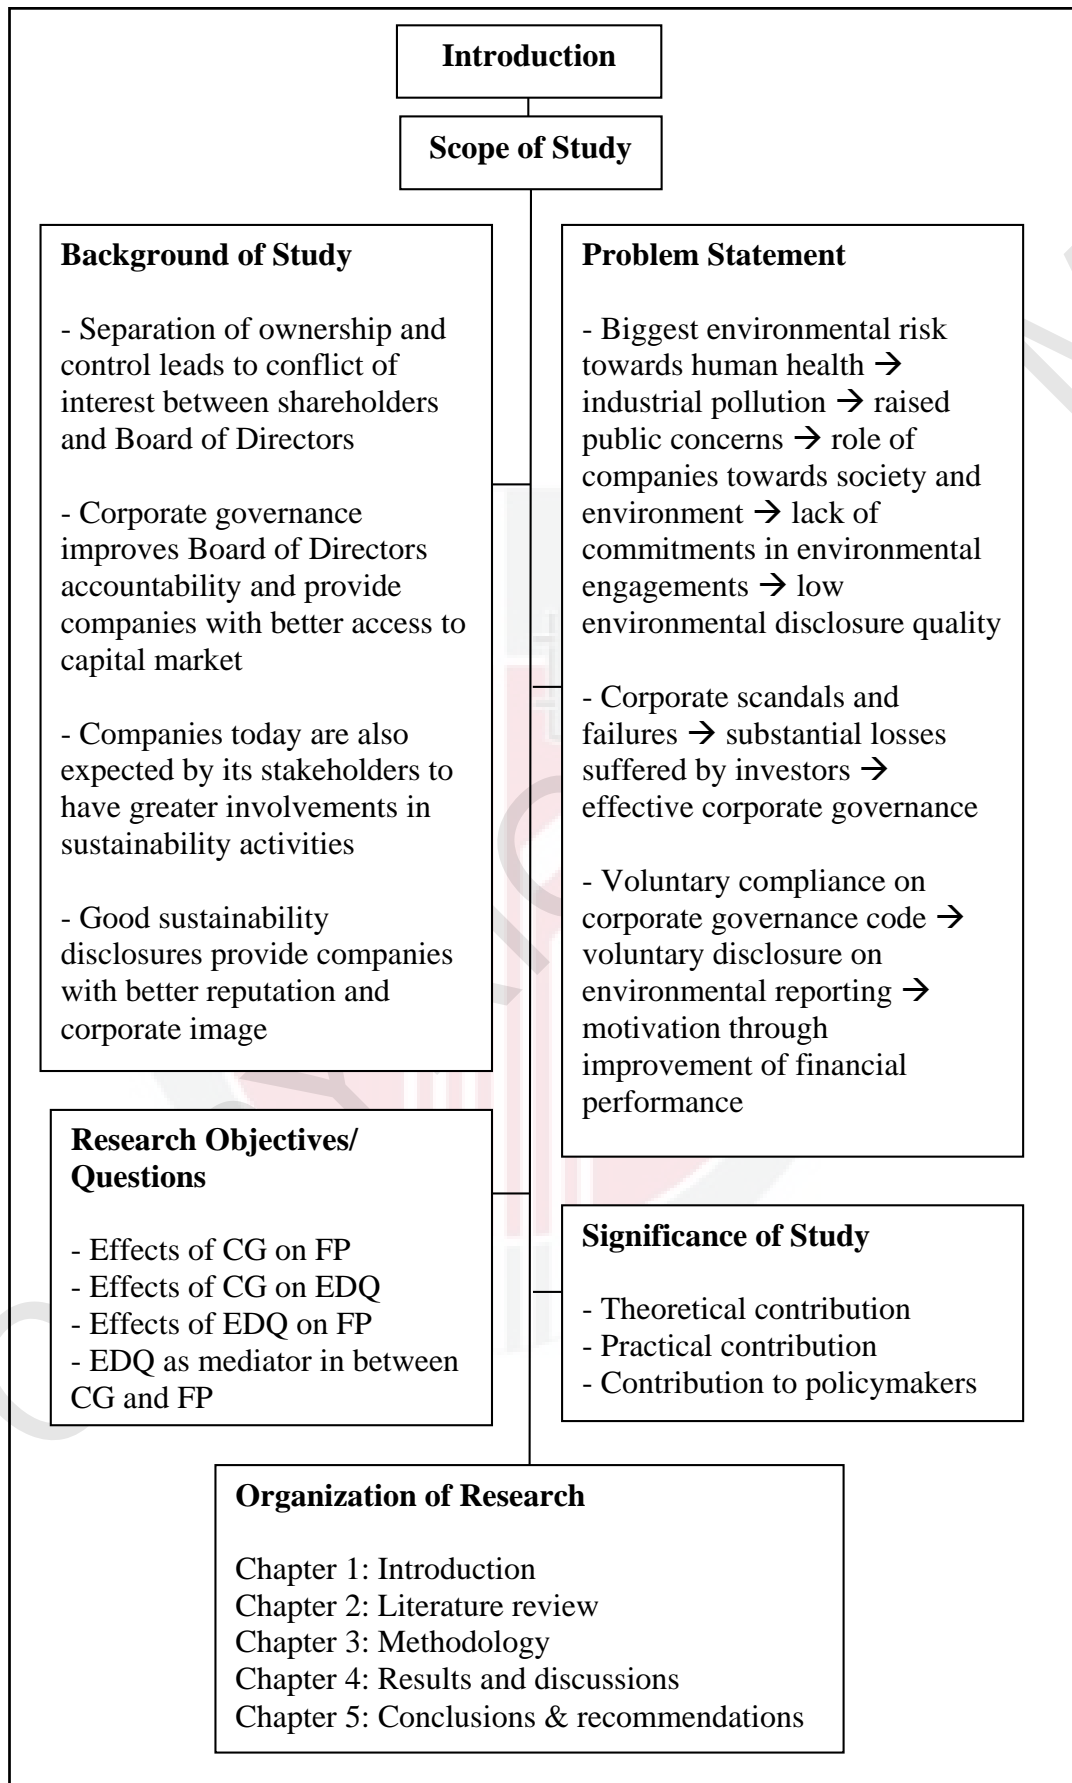 Introduction
Scope of Study
Background of Study
- Separation of ownership and
control leads to conflict of
interest between shareholders
and Board of Directors
- Corporate governance
improves Board of Directors
accountability and provide
companies with better access to
capital market
- Companies today are also
expected by its stakeholders to
have greater involvements in
sustainability activities
- Good sustainability
disclosures provide companies
with better reputation and
corporate image
Problem Statement
- Biggest environmental risk
towards human health →
industrial pollution → raised
public concerns → role of
companies towards society and
environment → lack of
commitments in environmental
engagements → low
environmental disclosure quality
- Corporate scandals and
failures → substantial losses
suffered by investors →
effective corporate governance
- Voluntary compliance on
corporate governance code →
voluntary disclosure on
environmental reporting →
motivation through
improvement of financial
performance
Research Objectives/
Questions
- Effects of CG on FP
- Effects of CG on EDQ
- Effects of EDQ on FP
- EDQ as mediator in between
CG and FP
Significance of Study
- Theoretical contribution
- Practical contribution
- Contribution to policymakers
Organization of Research
Chapter 1: Introduction
Chapter 2: Literature review
Chapter 3: Methodology
Chapter 4: Results and discussions
Chapter 5: Conclusions & recommendations